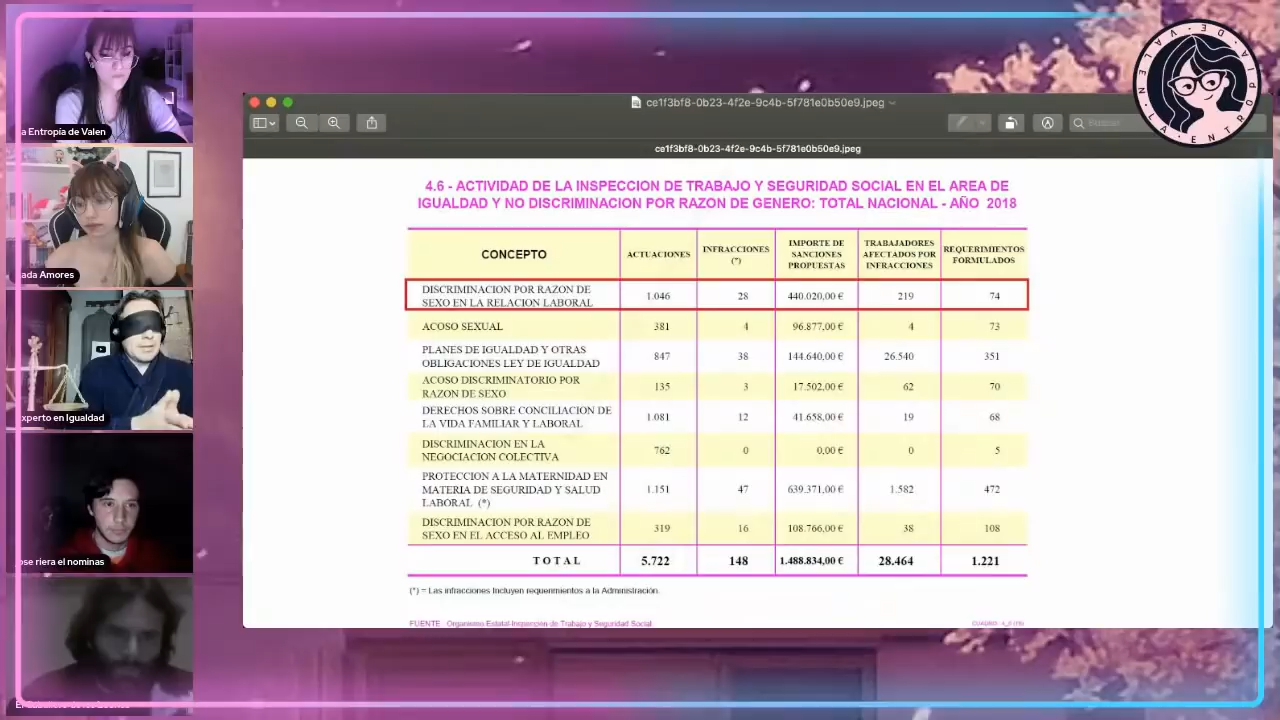 a Entropía de Valen
ada Amores
Experto en Igualdad
ose riera el nominas
LA ENTROPIA DE VALEN
ce1f3bf8-0b23-4f2e-9c4b-5f781e0b50e9.jpeg
Buscar
ce1f3bf8-0b23-4f2e-9c4b-5f781e0b50e9.jpeg
4.6 - ACTIVIDAD DE LA INSPECCION DE TRABAJO Y SEGURIDAD SOCIAL EN EL AREA DE
IGUALDAD Y NO DISCRIMINACION POR RAZON DE GENERO: TOTAL NACIONAL - AÑO 2018
CONCEPTO ACTUACIONES INFRACCIONES (*) IMPORTE DE SANCIONES PROPUESTAS TRABAJADORES AFECTADOS POR INFRACCIONES REQUERIMIENTOS FORMULADOS
DISCRIMINACION POR RAZON DE
SEXO EN LA RELACION LABORAL 1.046 28 440.020,00 € 219 74
ACOSO SEXUAL 381 4 96.877,00 € 4 73
PLANES DE IGUALDAD Y OTRAS
OBLIGACIONES LEY DE IGUALDAD 847 38 144.640,00 € 26.540 351
ACOSO DISCRIMINATORIO POR
RAZON DE SEXO 135 3 17.502,00 € 62 70
DERECHOS SOBRE CONCILIACION DE
LA VIDA FAMILIAR Y LABORAL 1.081 12 41.658,00 € 19 68
DISCRIMINACION EN LA
NEGOCIACION COLECTIVA 762 0 0,00 € 0 5
PROTECCION A LA MATERNIDAD EN
MATERIA DE SEGURIDAD Y SALUD
LABORAL (*) 1.151 47 639.371,00 € 1.582 472
DISCRIMINACION POR RAZON DE
SEXO EN EL ACCESO AL EMPLEO 319 16 108.766,00 € 38 108
TOTAL 5.722 148 1.488.834,00 € 28.464 1.221
(*) = Las infracciones Incluyen requerimientos a la Administración.
FUENTE : Organismo Estatal-Inspección de Trabajo y Seguridad Social